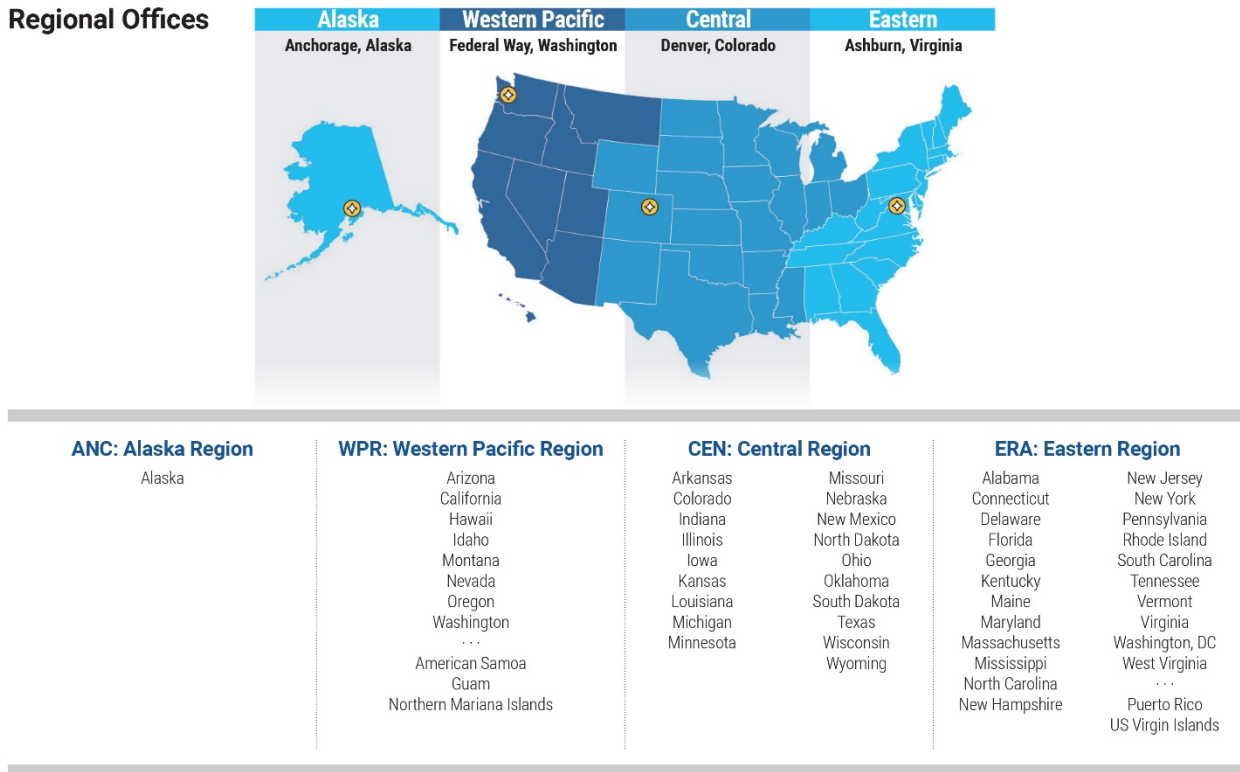 Regional Offices
Alaska
Anchorage, Alaska
Western Pacific
Federal Way, Washington
Central
Denver, Colorado
Eastern
Ashburn, Virginia
ANC: Alaska Region
Alaska
WPR: Western Pacific Region
Arizona
California
Hawaii
Idaho
Montana
Nevada
Oregon
Washington
. . .
American Samoa
Guam
Northern Mariana Islands
CEN: Central Region
Arkansas
Colorado
Indiana
Illinois
Iowa
Kansas
Louisiana
Michigan
Minnesota
Missouri
Nebraska
New Mexico
North Dakota
Ohio
Oklahoma
South Dakota
Texas
Wisconsin
Wyoming
ERA: Eastern Region
Alabama
Connecticut
Delaware
Florida
Georgia
Kentucky
Maine
Maryland
Massachusetts
Mississippi
North Carolina
New Hampshire
New Jersey
New York
Pennsylvania
Rhode Island
South Carolina
Tennessee
Vermont
Virginia
Washington, DC
West Virginia
. . .
Puerto Rico
US Virgin Islands